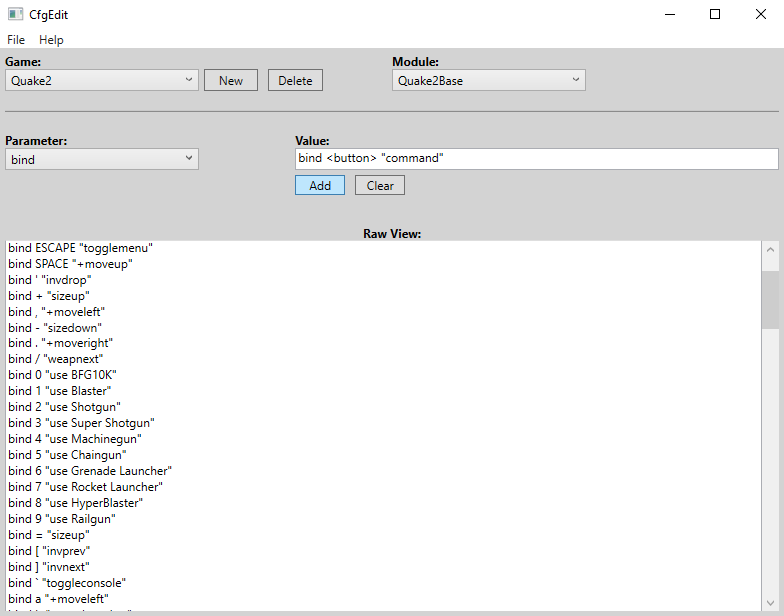 CfgEdit
File Help
Game:
Module:
Quake2
New
Delete
Quake2Base
Parameter:
Value:
bind
bind <button> "command"
Add
Clear
Raw View:
bind ESCAPE "togglemenu"
bind SPACE "+moveup"
bind ' "invdrop"
bind + "sizeup"
bind , "+moveleft"
bind - "sizedown"
bind . "+moveright"
bind / "weapnext"
bind 0 "use BFG10K"
bind 1 "use Blaster"
bind 2 "use Shotgun"
bind 3 "use Super Shotgun"
bind 4 "use Machinegun"
bind 5 "use Chaingun"
bind 6 "use Grenade Launcher"
bind 7 "use Rocket Launcher"
bind 8 "use HyperBlaster"
bind 9 "use Railgun"
bind = "sizeup"
bind [ "invprev"
bind ] "invnext"
bind ` "toggleconsole"
bind a "+moveleft"